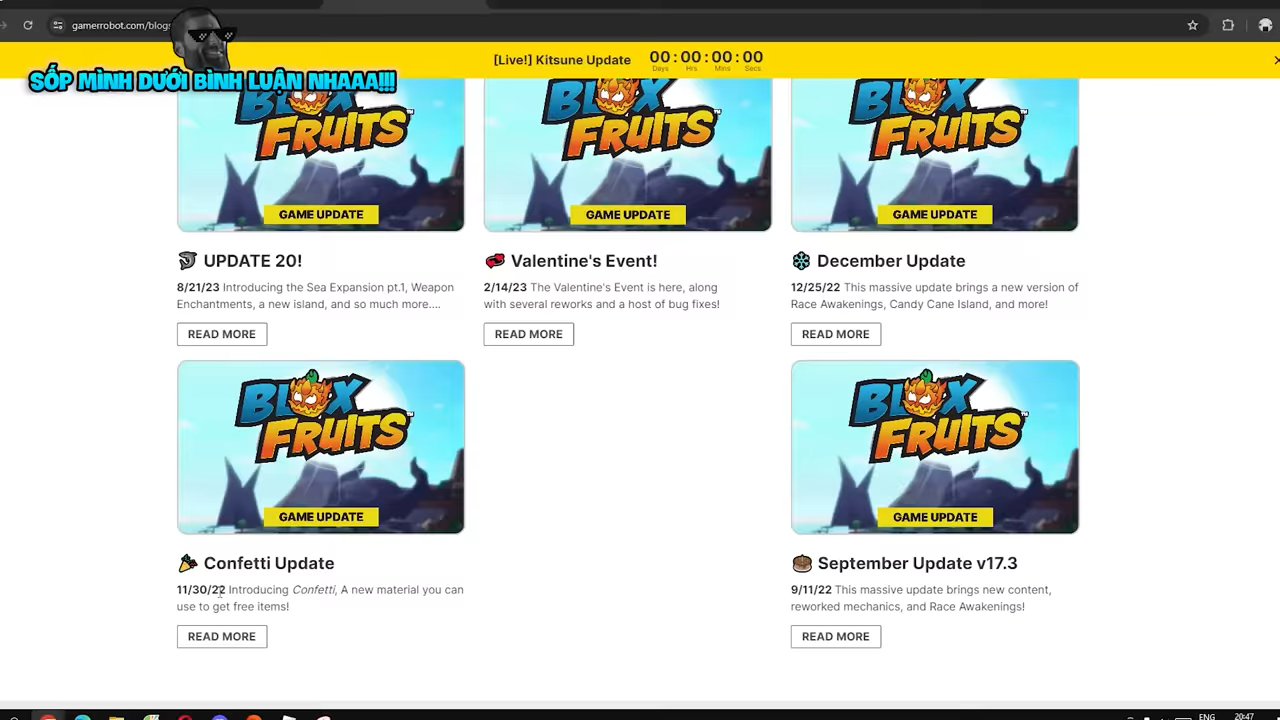 gamerrobot.com/blogs
SỐP MÌNH DƯỚI BÌNH LUẬN NHAAA!!!
[Live!] Kitsune Update
00:00:00:00
Days Hrs Mins Secs
BLOX FRUITS
GAME UPDATE
BLOX FRUITS
GAME UPDATE
BLOX FRUITS
GAME UPDATE
UPDATE 20!
8/21/23 Introducing the Sea Expansion pt.1, Weapon
Enchantments, a new island, and so much more....
READ MORE
Valentine's Event!
2/14/23 The Valentine's Event is here, along
with several reworks and a host of bug fixes!
READ MORE
December Update
12/25/22 This massive update brings a new version of
Race Awakenings, Candy Cane Island, and more!
READ MORE
BLOX
FRUITS
GAME UPDATE
Confetti Update
11/30/22 Introducing Confetti, A new material you can
use to get free items!
READ MORE
BLOX
FRUITS
GAME UPDATE
September Update v17.3
9/11/22 This massive update brings new content,
reworked mechanics, and Race Awakenings!
READ MORE
ENG
20:47